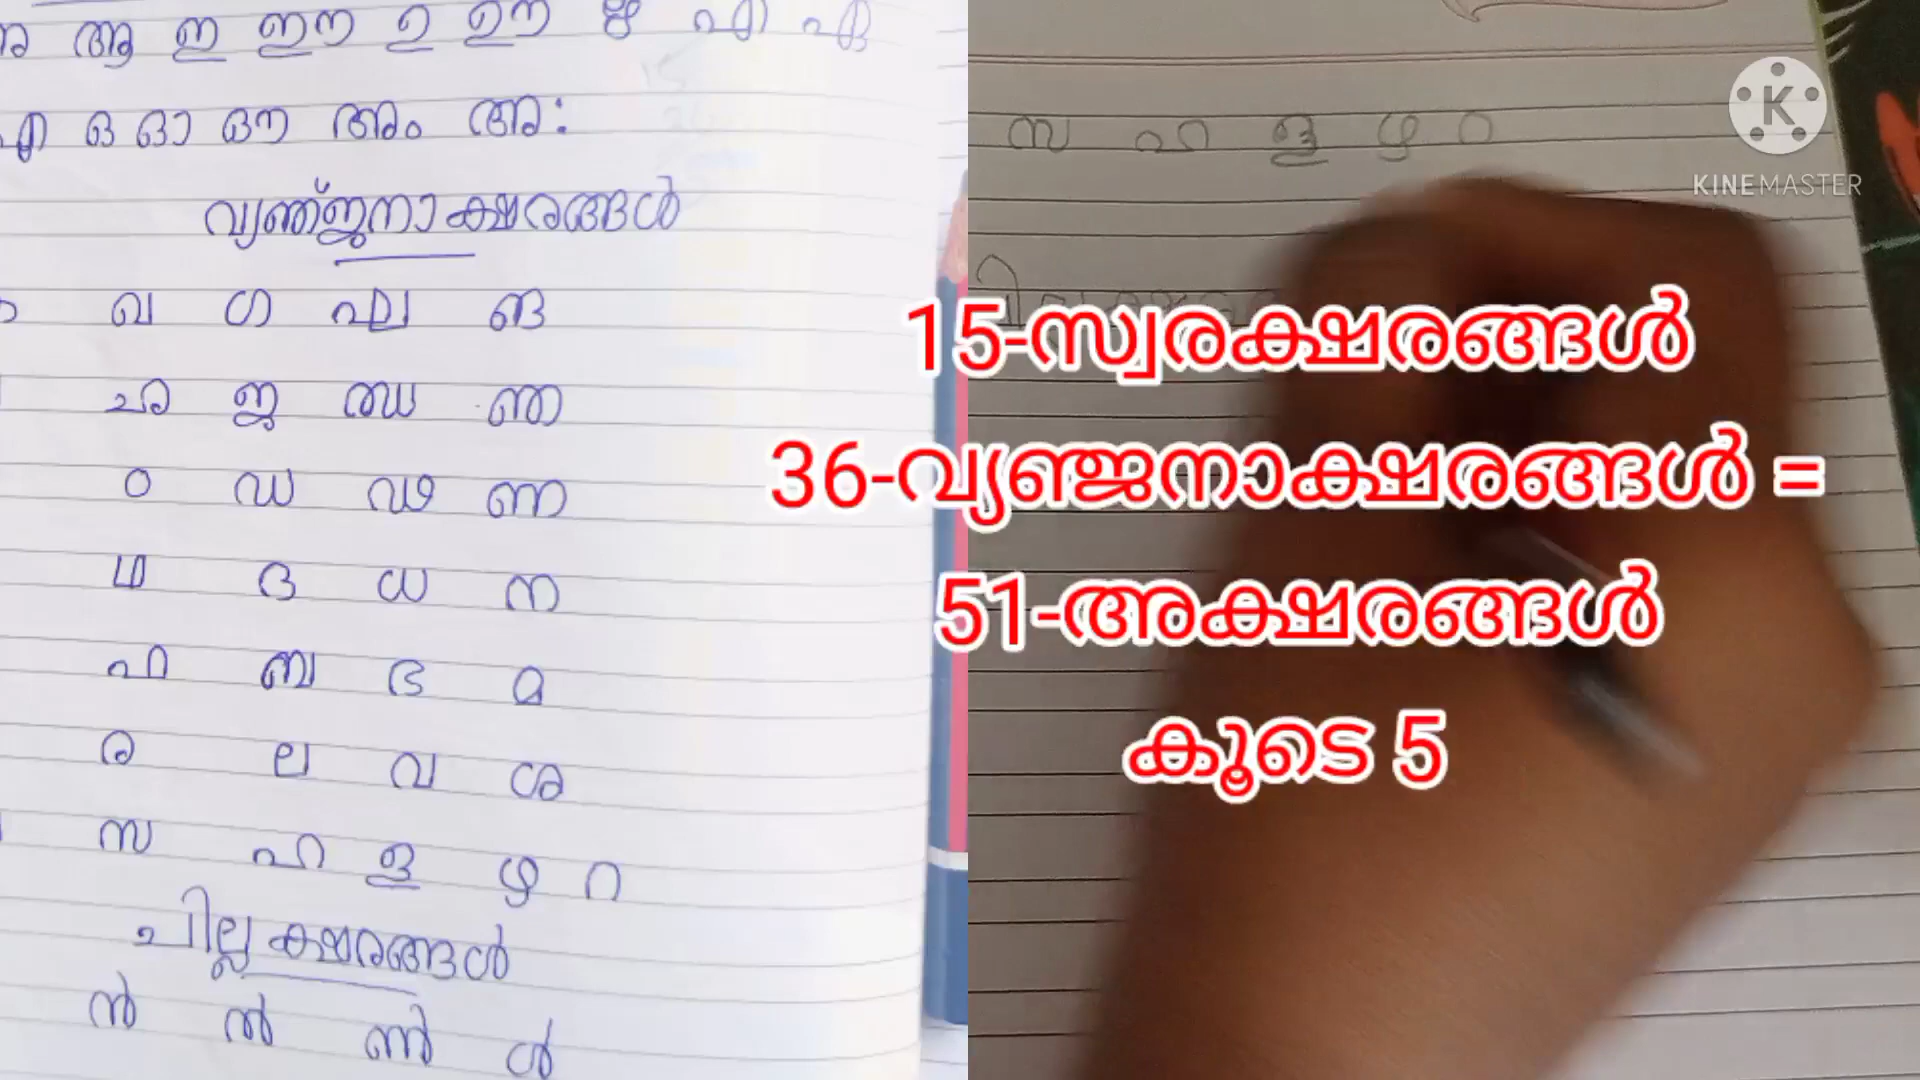 ആ ഇ ഈ ഉ ഊ ഋ എ ഏ
ഐ ഒ ഓ ഔ അം അഃ
വ്യഞ്ജനാക്ഷരങ്ങൾ
ഖ ഗ ഘ ങ
ഛ ജ ഝ ഞ
ഠ ഡ ഢ ണ
ഥ ദ ധ ന
ഫ ബ ഭ മ
ര ല വ ശ
സ ഹ ള ഴ റ
ചില്ലക്ഷരങ്ങൾ
ൻ ൽ ൺ ൾ
സ ഹ ള ഴ റ
KINEMASTER
15-സ്വരക്ഷരങ്ങൾ
36-വ്യഞ്ജനാക്ഷരങ്ങൾ =
51-അക്ഷരങ്ങൾ
കൂടെ 5